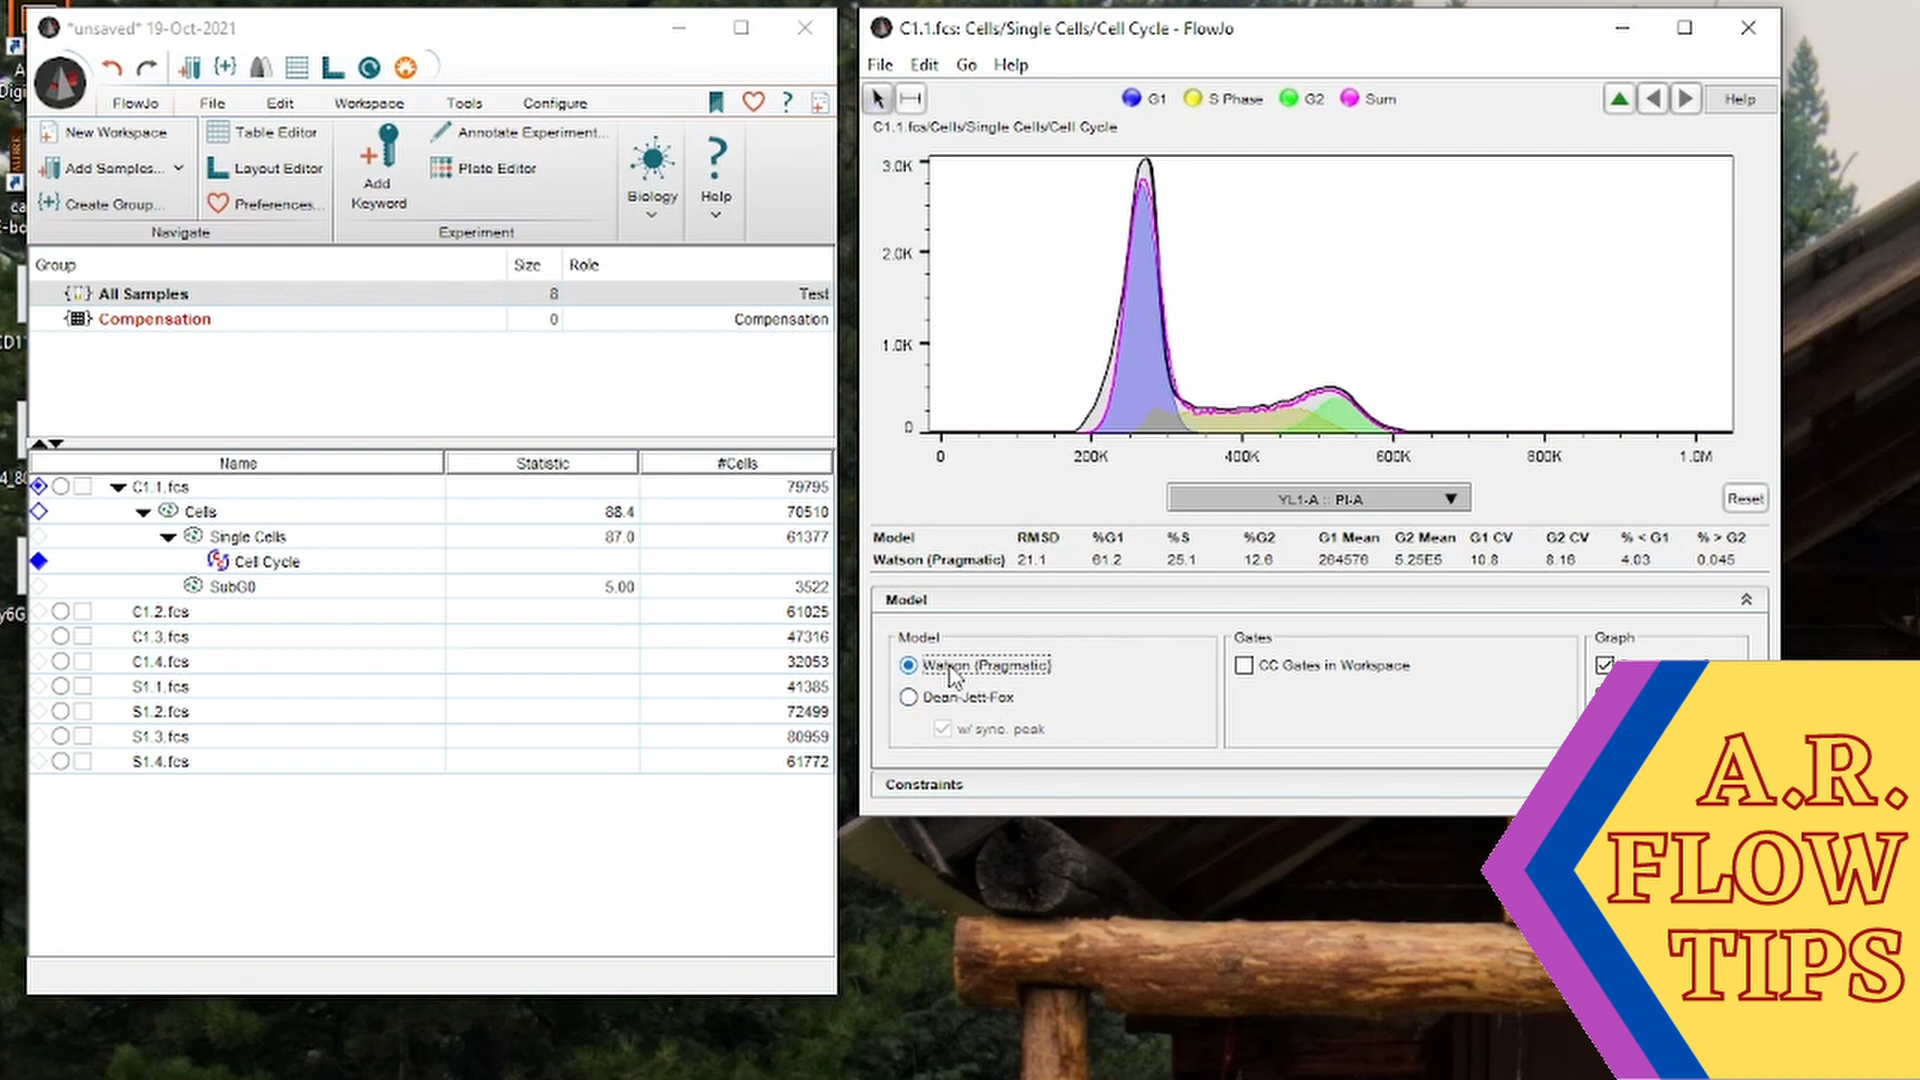 *unsaved* 19-Oct-2021
FlowJo File Edit Workspace Tools Configure
New Workspace
Add Samples...
Create Group...
Navigate
Table Editor
Layout Editor
Preferences...
Add
Keyword
Annotate Experiment...
Plate Editor
Experiment
Biology
Help
Group Size Role
All Samples 8 Test
Compensation 0 Compensation
Name Statistic #Cells
C1.1.fcs 79795
Cells 88.4 70510
Single Cells 87.0 61377
Cell Cycle
SubG0 5.00 3522
C1.2.fcs 61025
C1.3.fcs 47316
C1.4.fcs 32053
S1.1.fcs 41385
S1.2.fcs 72499
S1.3.fcs 80959
S1.4.fcs 61772
C1.1.fcs: Cells/Single Cells/Cell Cycle - FlowJo
File Edit Go Help
G1 S Phase G2 Sum
Help
C1.1.fcs/Cells/Single Cells/Cell Cycle
3.0K
2.0K
1.0K
0
0 200K 400K 600K 800K 1.0M
YL1-A :: PI-A
Reset
Model RMSD %G1 %S %G2 G1 Mean G2 Mean G1 CV G2 CV % < G1 % > G2
Watson (Pragmatic) 21.1 61.2 25.1 12.6 264576 5.25E5 10.8 8.16 4.03 0.045
Model
Model
Watson (Pragmatic)
Dean-Jett-Fox
w/ sync. peak
Gates
CC Gates in Workspace
Graph
Constraints
A.R.
FLOW
TIPS